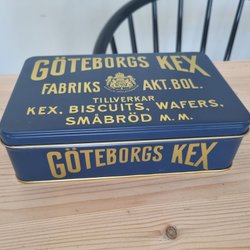 GÖTEBORGS KEX
FABRIKS AKT.BOL.
TILLVERKAR
KEX, BISCUITS, WAFERS,
SMÅBRÖD M.M.
GÖTEBORGS KEX